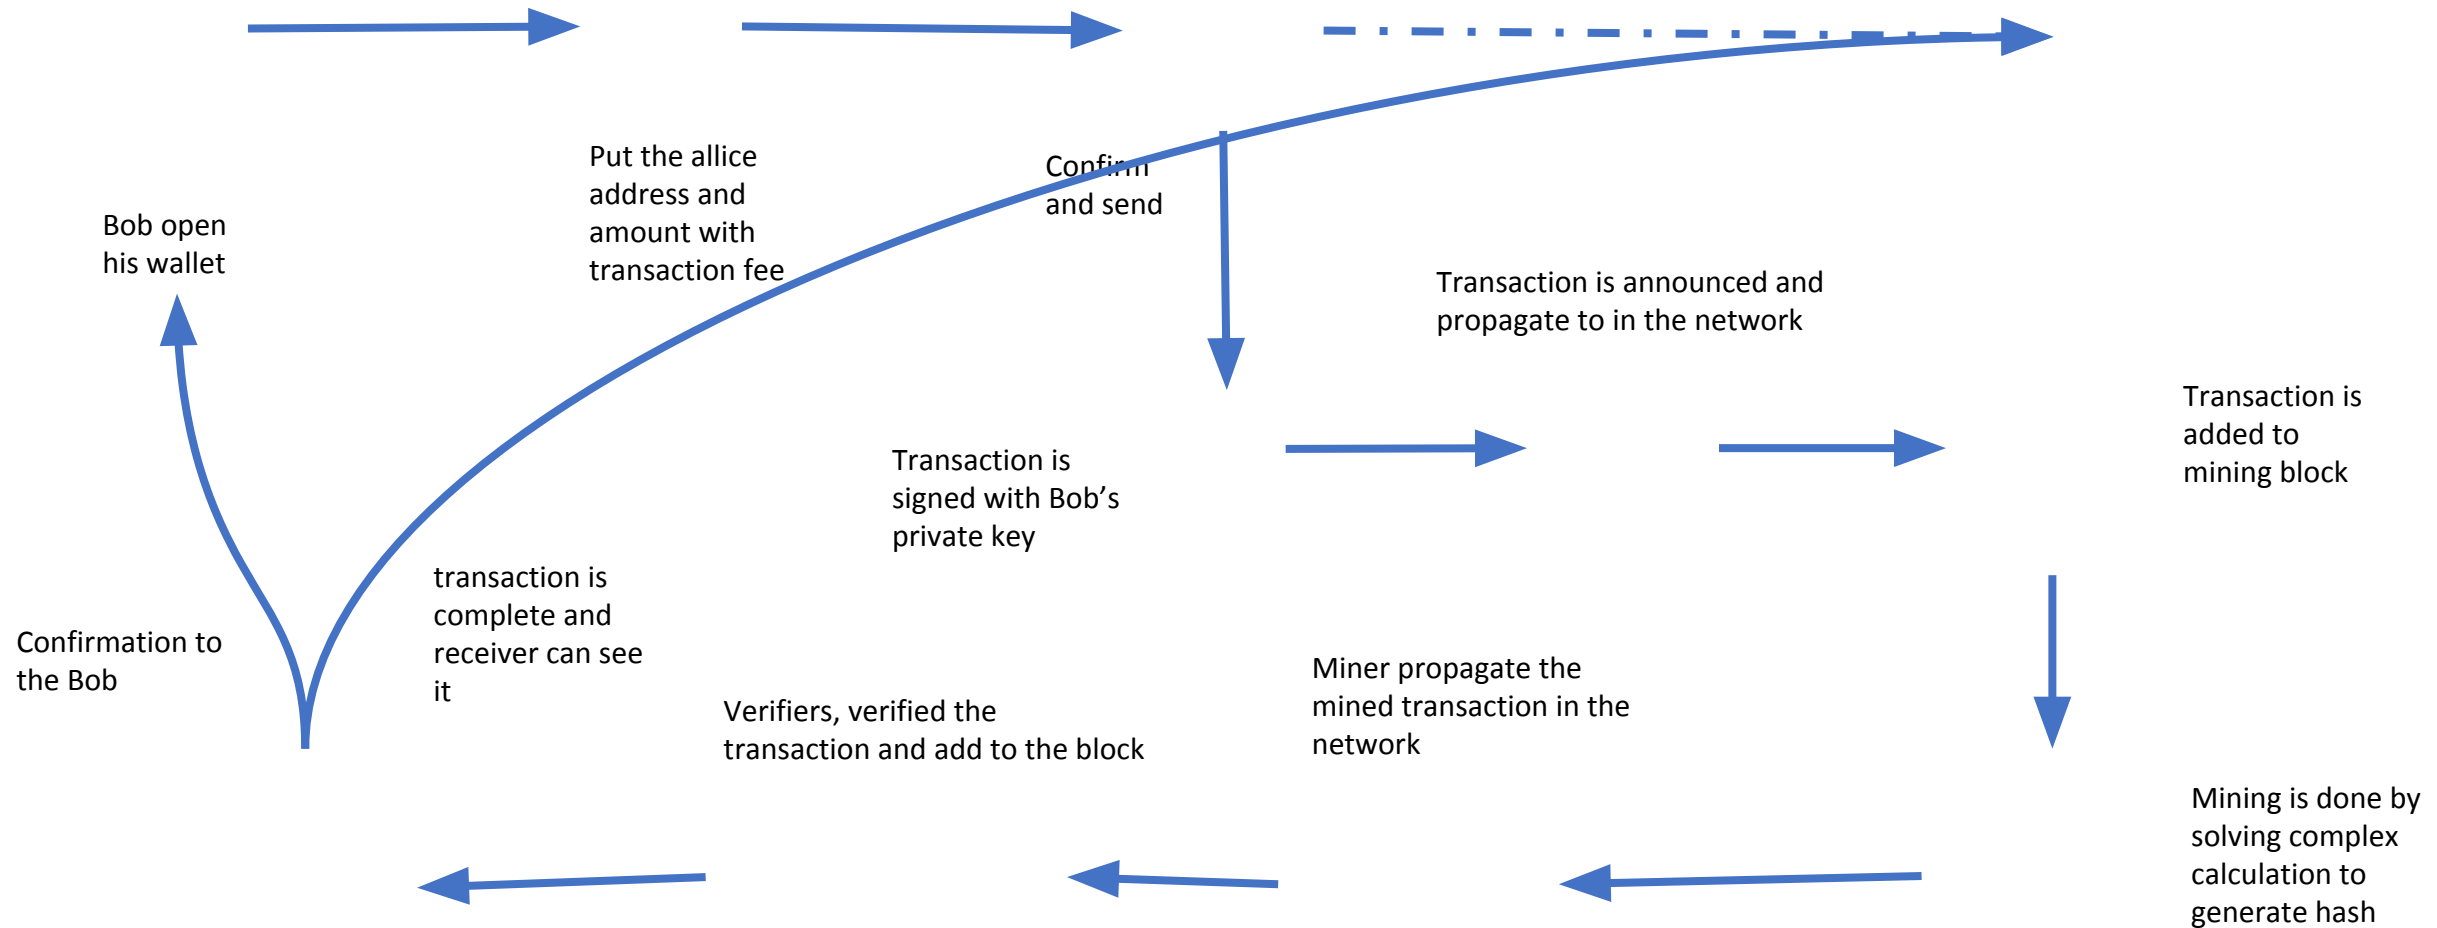 Bob open
his wallet
Put the allice
address and
amount with
transaction fee
Confirm
and send
Transaction is
signed with Bob’s
private key
Transaction is announced and
propagate to in the network
Transaction is
added to
mining block
Mining is done by
solving complex
calculation to
generate hash
Miner propagate the
mined transaction in the
network
Verifiers, verified the
transaction and add to the block
transaction is
complete and
receiver can see
it
Confirmation to
the Bob